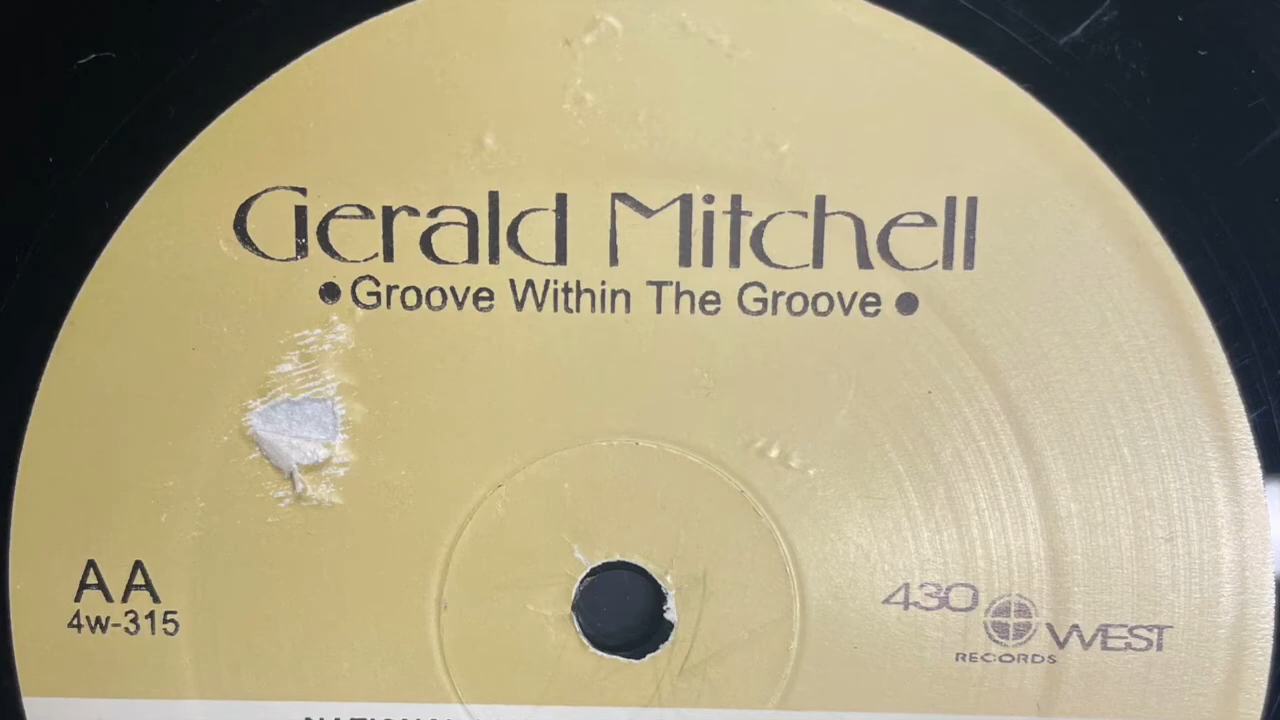 Gerald Mitchell
•Groove Within The Groove•
AA
4w-315
430 WEST
RECORDS